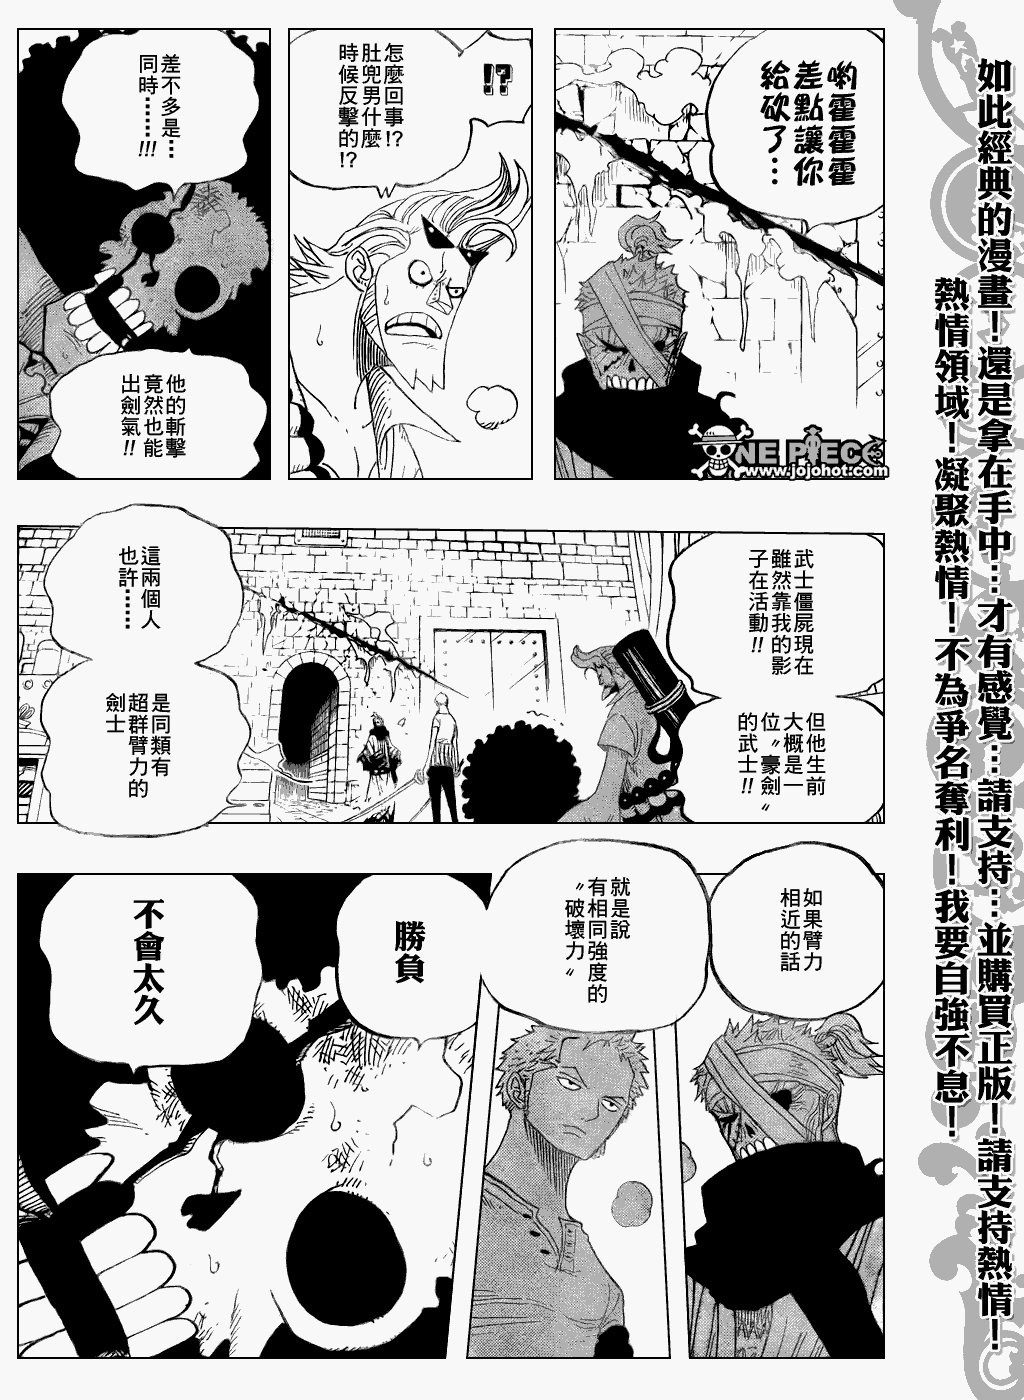 喲霍霍霍
差點讓你
給砍了…
!?
怎麼回事!?
肚兜男什麼
時候反擊的!?
差不多是…
同時……!!!
他的斬擊
竟然也能
出劍氣!!
ONE PIECE
www.jojohot.com
武士僵屍現在
雖然靠我的影
子在活動!!
但他生前
大概是一
位〝豪劍〞
的武士!!
這兩個人
也許……
是同類有
超群臂力的
劍士
如果臂力
相近的話
就是說
有相同強度的
〝破壞力〞
勝負
不會太久
如此經典的漫畫！還是拿在手中…才有感覺…請支持…並購買正版！請支持熱情！
熱情領域！凝聚熱情！不為爭名奪利！我要自強不息！